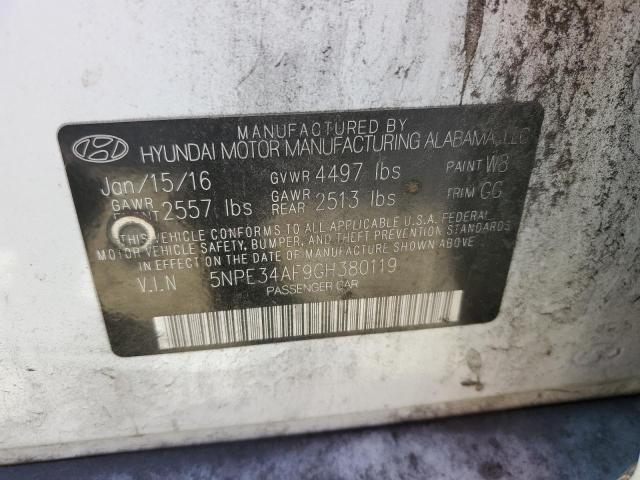 MANUFACTURED BY
HYUNDAI MOTOR MANUFACTURING ALABAMA, LLC
Jan/15/16 GVWR 4497 lbs PAINT W8
GAWR FRONT 2557 lbs GAWR REAR 2513 lbs TRIM GG
THIS VEHICLE CONFORMS TO ALL APPLICABLE U.S.A. FEDERAL
MOTOR VEHICLE SAFETY, BUMPER, AND THEFT PREVENTION
STANDARDS IN EFFECT ON THE DATE OF MANUFACTURE SHOWN ABOVE.
V.I.N 5NPE34AF9GH380119
PASSENGER CAR